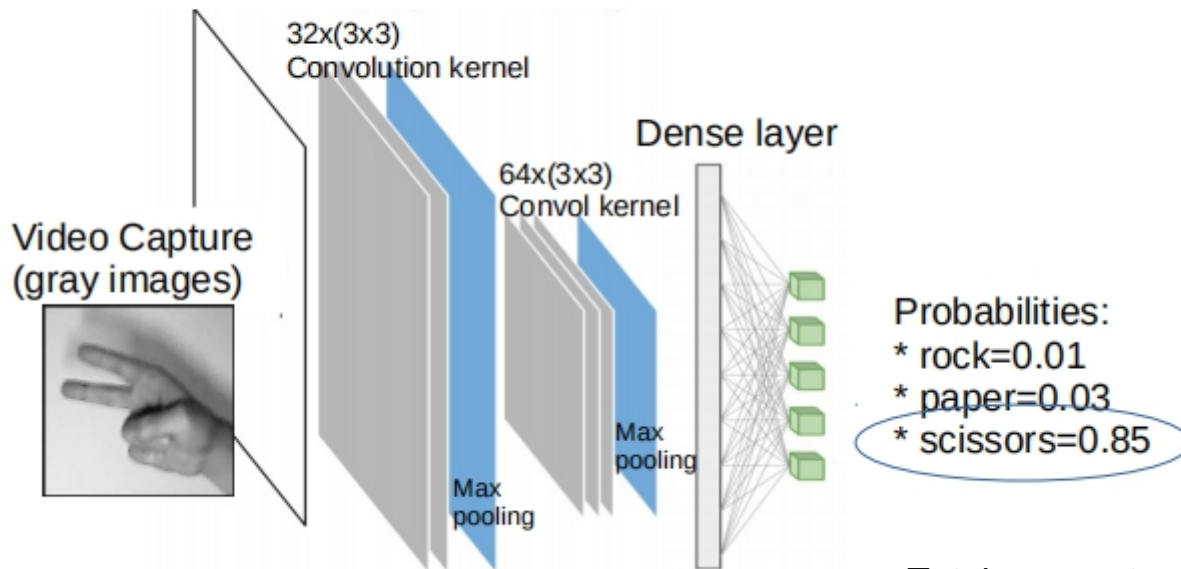 32x(3x3)
Convolution kernel
Dense layer
64x(3x3)
Convol kernel
Video Capture
(gray images)
Max
pooling
Max
pooling
Probabilities:
* rock=0.01
* paper=0.03
* scissors=0.85